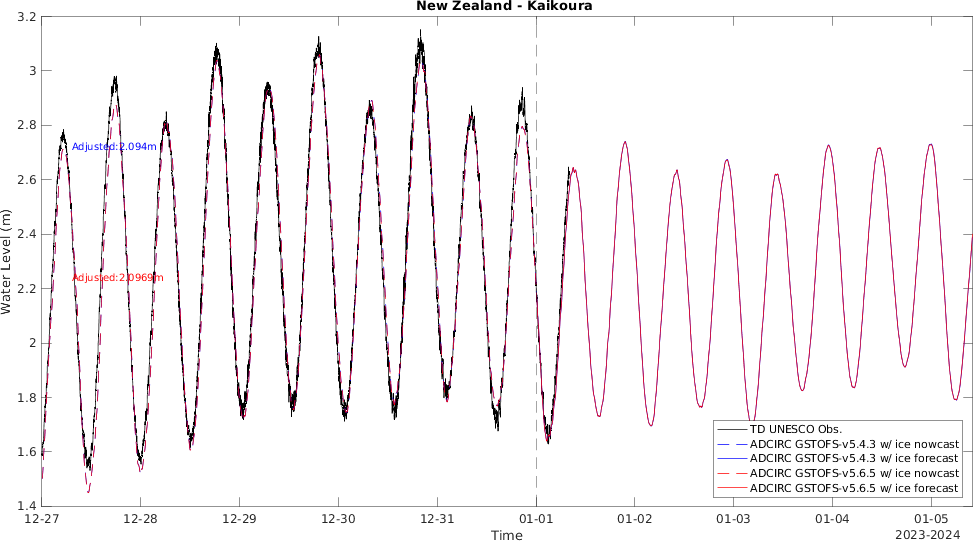 New Zealand - Kaikoura
3.2
3
2.8
2.6
2.4
2.2
2
1.8
1.6
1.4
Water Level (m)
Adjusted:2.094m
Adjusted:2.0969m
TD UNESCO Obs.
ADCIRC GSTOFS-v5.4.3 w/ ice nowcast
ADCIRC GSTOFS-v5.4.3 w/ ice forecast
ADCIRC GSTOFS-v5.6.5 w/ ice nowcast
ADCIRC GSTOFS-v5.6.5 w/ ice forecast
12-27 12-28 12-29 12-30 12-31 01-01 01-02 01-03 01-04 01-05
Time
2023-2024